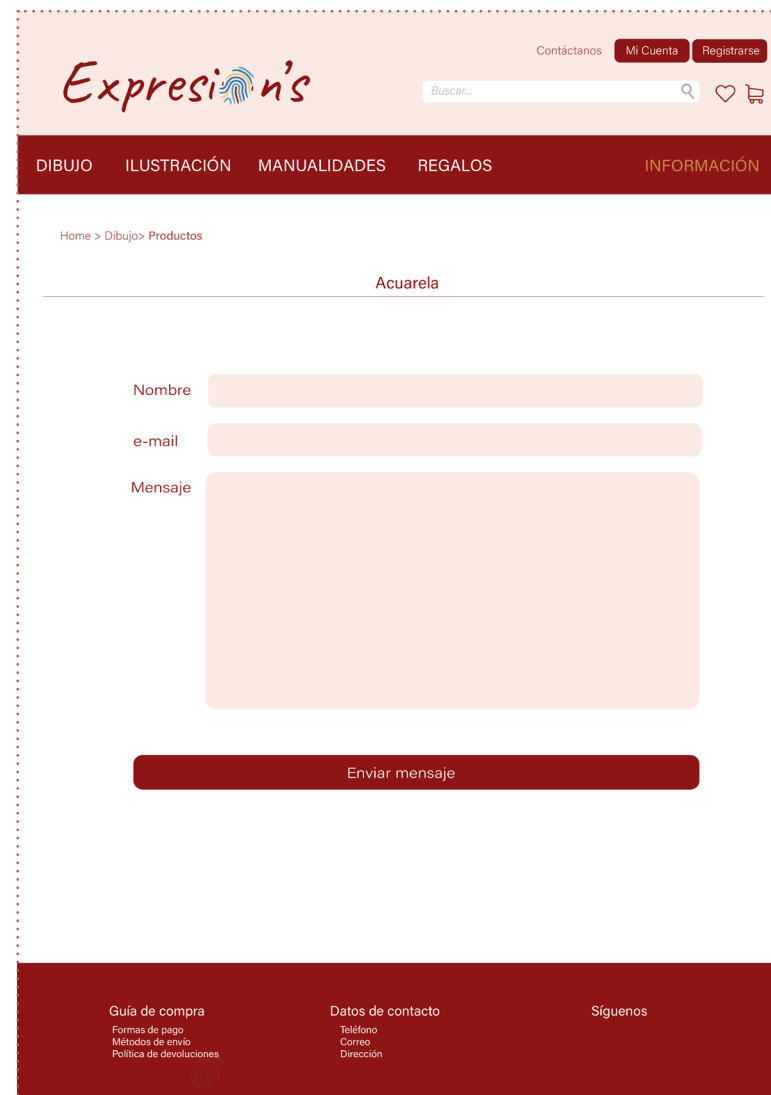 Contáctanos Mi Cuenta Registrarse
Expresion's
Buscar...
DIBUJO ILUSTRACIÓN MANUALIDADES REGALOS INFORMACIÓN
Home > Dibujo> Productos
Acuarela
Nombre
e-mail
Mensaje
Enviar mensaje
Guía de compra
Formas de pago
Métodos de envío
Política de devoluciones
Datos de contacto
Teléfono
Correo
Dirección
Síguenos